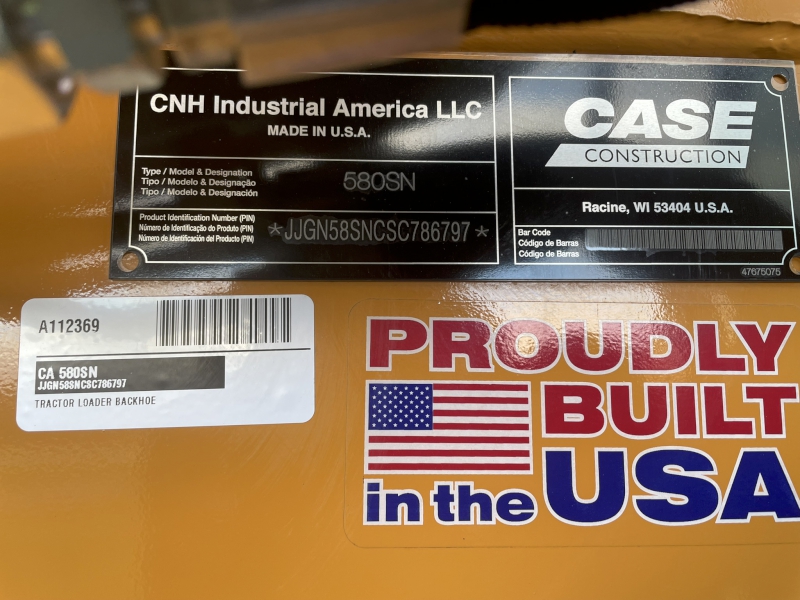 CNH Industrial America LLC
MADE IN U.S.A.
Type / Model & Designation
Tipo / Modelo & Designação
Tipo / Modelo & Designación
580SN
Product Identification Number (PIN)
Número de Identificação do Produto (PIN)
Número de Identificación del Producto (PIN)
*JJGN58SNCSC786797*
CASE
CONSTRUCTION
Racine, WI 53404 U.S.A.
Bar Code
Código de Barras
Código de Barras
47675075
A112369
CA 580SN
JJGN58SNCSC786797
TRACTOR LOADER BACKHOE
PROUDLY
BUILT
in the USA